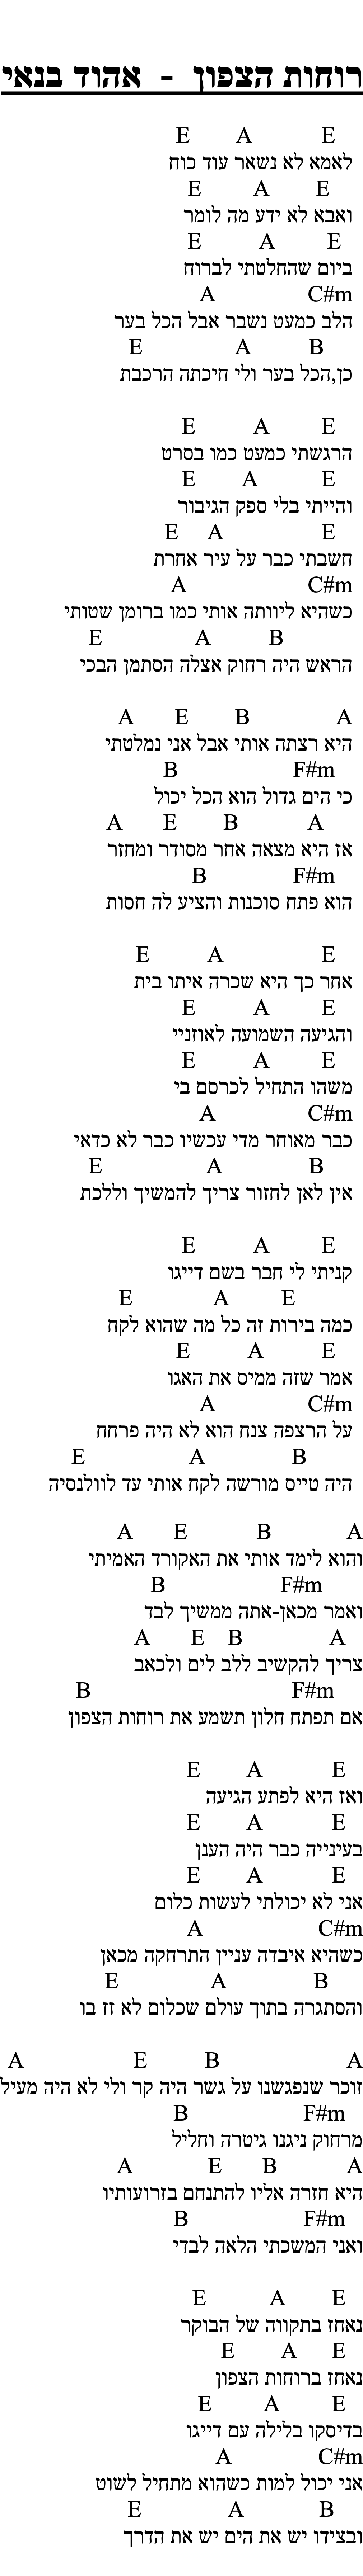 רוחות הצפון - אהוד בנאי
E A E
לאמא לא נשאר עוד כוח
E A E
ואבא לא ידע מה לומר
E A E
ביום שהחלטתי לברוח
A C#m
הלב כמעט נשבר אבל הכל בער
E A B
כן,הכל בער ולי חיכתה הרכבת
E A E
הרגשתי כמעט כמו בסרט
E A E
והייתי בלי ספק הגיבור
E A E
חשבתי כבר על עיר אחרת
A C#m
כשהיא ליוותה אותי כמו ברומן שטותי
E A B
הראש היה רחוק אצלה הסתמן הבכי
A E B A
היא רצתה אותי אבל אני נמלטתי
B F#m
כי הים גדול הוא הכל יכול
A E B A
אז היא מצאה אחר מסודר ומחזר
B F#m
הוא פתח סוכנות והציע לה חסות
E A E
אחר כך היא שכרה איתו בית
E A E
והגיעה השמועה לאוזניי
E A E
משהו התחיל לכרסם בי
A C#m
כבר מאוחר מדי עכשיו כבר לא כדאי
E A B
אין לאן לחזור צריך להמשיך וללכת
E A E
קניתי לי חבר בשם דייגו
E A E
כמה בירות זה כל מה שהוא לקח
E A E
אמר שזה ממיס את האגו
A C#m
על הרצפה צנח הוא לא היה פרחח
E A B
היה טייס מורשה לקח אותי עד לוולנסיה
A E B A
והוא לימד אותי את האקורד האמיתי
B F#m
ואמר מכאן-אתה ממשיך לבד
A E B A
צריך להקשיב ללב לים ולכאב
B F#m
אם תפתח חלון תשמע את רוחות הצפון
E A E
ואז היא לפתע הגיעה
E A E
בעינייה כבר היה הענן
E A E
אני לא יכולתי לעשות כלום
A C#m
כשהיא איבדה עניין התרחקה מכאן
E A B
והסתגרה בתוך עולם שכלום לא זז בו
A E B A
זוכר שנפגשנו על גשר היה קר ולי לא היה מעיל
B F#m
מרחוק ניגנו גיטרה וחליל
A E B A
היא חזרה אליו להתנחם בזרועותיו
B F#m
ואני המשכתי הלאה לבדי
E A E
נאחז בתקווה של הבוקר
E A E
נאחז ברוחות הצפון
E A E
בדיסקו בלילה עם דייגו
A C#m
אני יכול למות כשהוא מתחיל לשוט
E A B
ובצידו יש את הים יש את הדרך